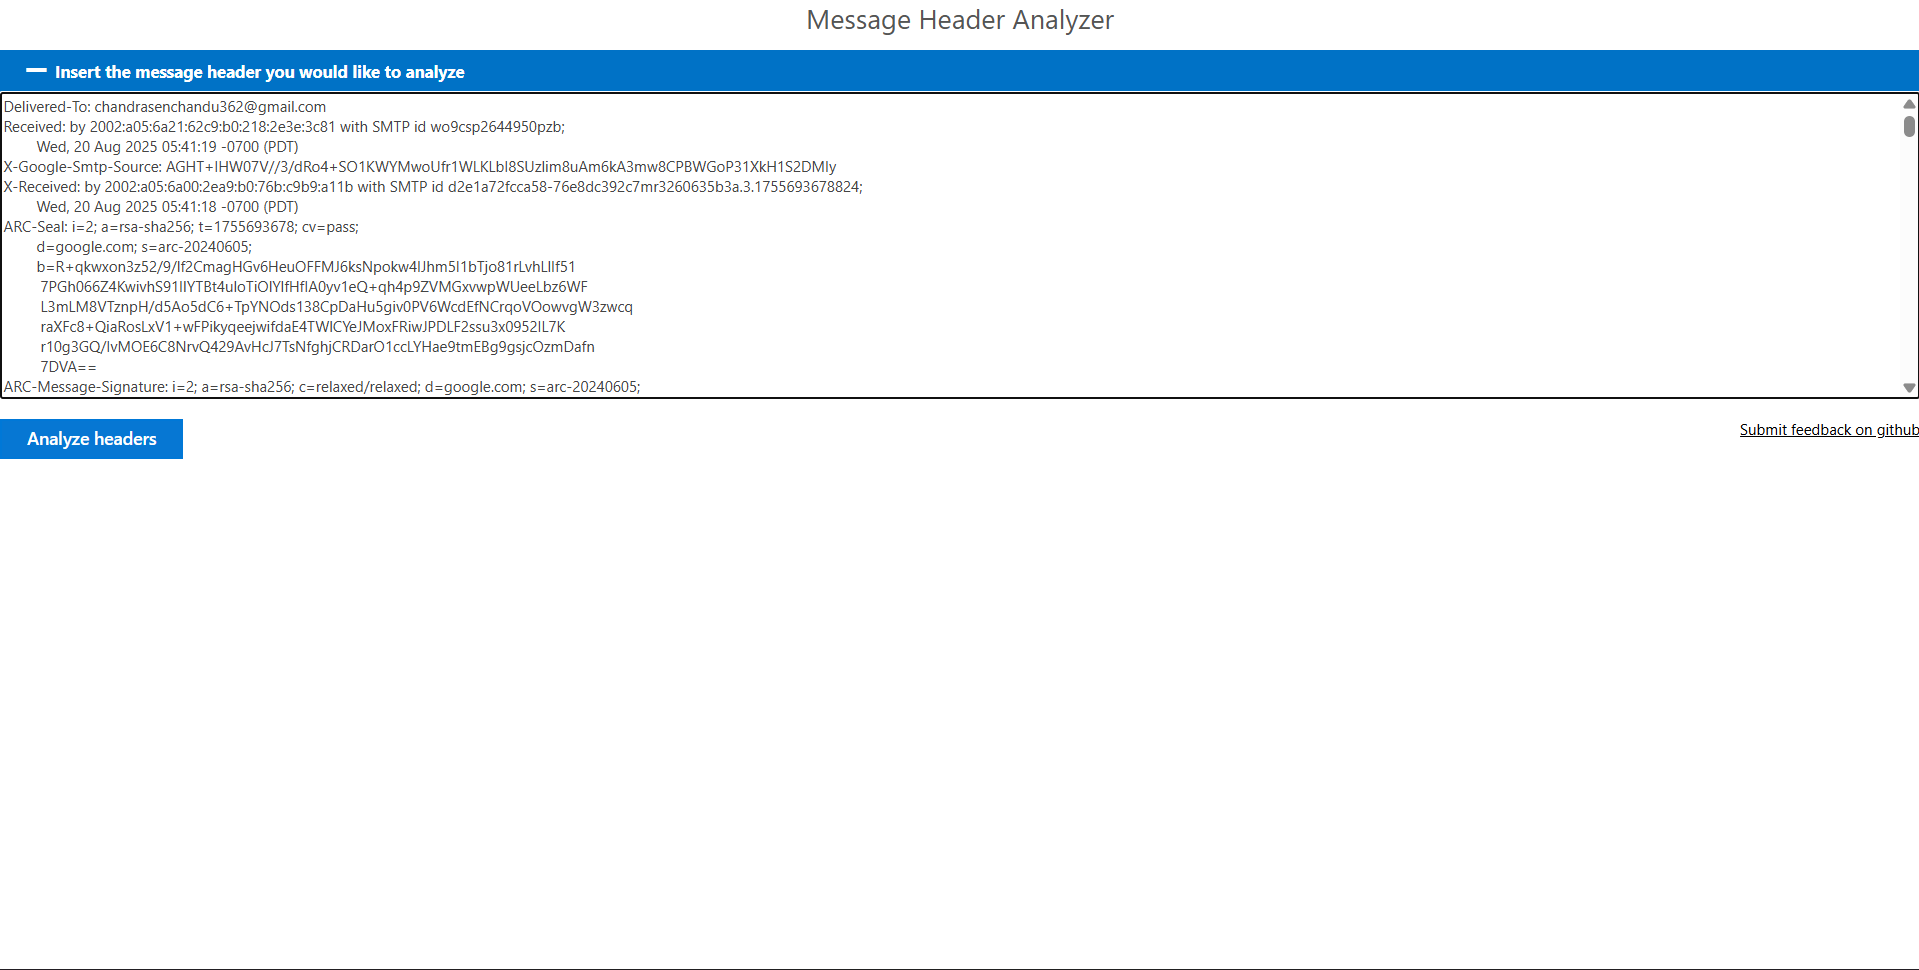 Message Header Analyzer
Insert the message header you would like to analyze
Delivered-To: chandrasenchandu362@gmail.com
Received: by 2002:a05:6a21:62c9:b0:218:2e3e:3c81 with SMTP id wo9csp2644950pzb;
Wed, 20 Aug 2025 05:41:19 -0700 (PDT)
X-Google-Smtp-Source: AGHT+IHW07V//3/dRo4+SO1KWYMwoUfr1WLKLbI8SUzlim8uAm6kA3mw8CPBWGoP31XkH1S2DMIy
X-Received: by 2002:a05:6a00:2ea9:b0:76b:c9b9:a11b with SMTP id d2e1a72fcca58-76e8dc392c7mr3260635b3a.3.1755693678824;
Wed, 20 Aug 2025 05:41:18 -0700 (PDT)
ARC-Seal: i=2; a=rsa-sha256; t=1755693678; cv=pass;
d=google.com; s=arc-20240605;
b=R+qkwxon3z52/9/If2CmagHGv6HeuOFFMJ6ksNpokw4IJhm5I1bTjo81rLvhLIIf51
7PGh066Z4KwivhS91IIYTBt4uIoTiOIYIfHfIA0yv1eQ+qh4p9ZVMGxvwpWUeeLbz6WF
L3mLM8VTznpH/d5Ao5dC6+TpYNOds138CpDaHu5giv0PV6WcdEfNCrqoVOowvgW3zwcq
raXFc8+QiaRosLxV1+wFPikyqeejwifdaE4TWICYeJMoxFRiwJPDLF2ssu3x0952IL7K
r10g3GQ/IvMOE6C8NrvQ429AvHcJ7TsNfghjCRDarO1ccLYHae9tmEBg9gsjcOzmDafn
7DVA==
ARC-Message-Signature: i=2; a=rsa-sha256; c=relaxed/relaxed; d=google.com; s=arc-20240605;
Analyze headers
Submit feedback on github